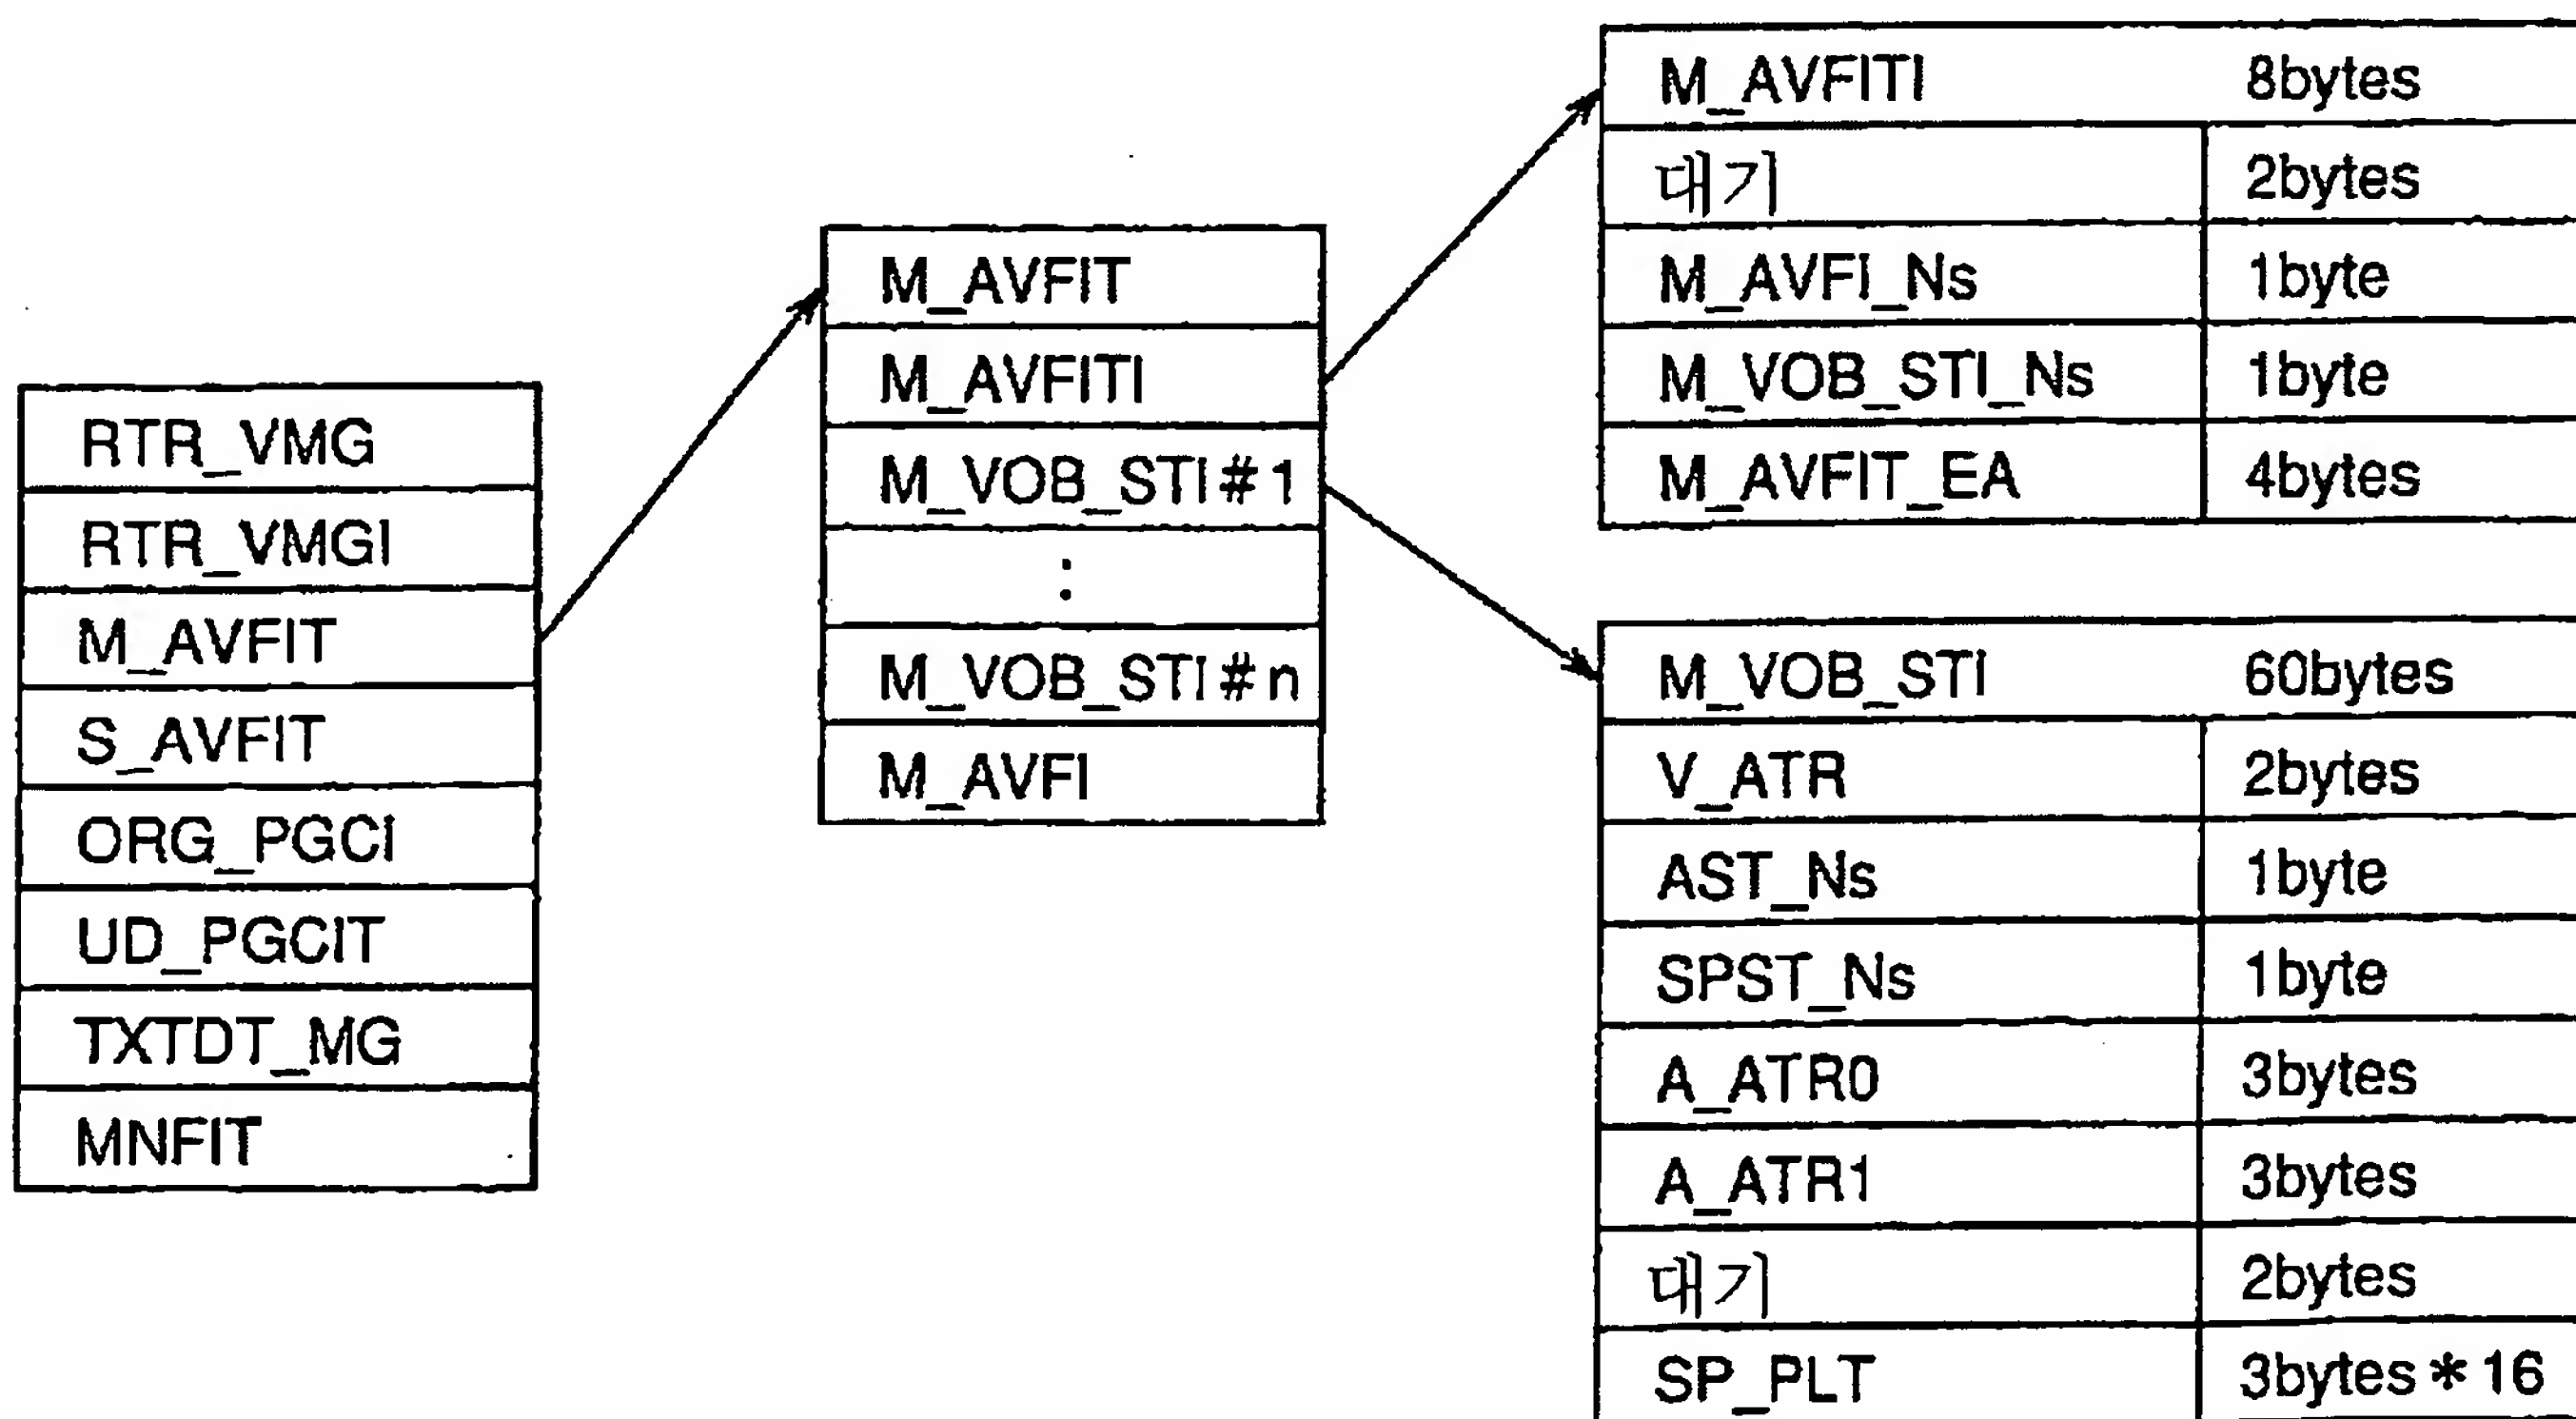 RTR_VMG
RTR_VMGI
M_AVFIT
S_AVFIT
ORG_PGCI
UD_PGCIT
TXTDT_MG
MNFIT
M_AVFIT
M_AVFITI
M_VOB_STI#1
:
M_VOB_STI#n
M_AVFI
M_AVFITI 8bytes
대기 2bytes
M_AVFI_Ns 1byte
M_VOB_STI_Ns 1byte
M_AVFIT_EA 4bytes
M_VOB_STI 60bytes
V_ATR 2bytes
AST_Ns 1byte
SPST_Ns 1byte
A_ATR0 3bytes
A_ATR1 3bytes
대기 2bytes
SP_PLT 3bytes*16